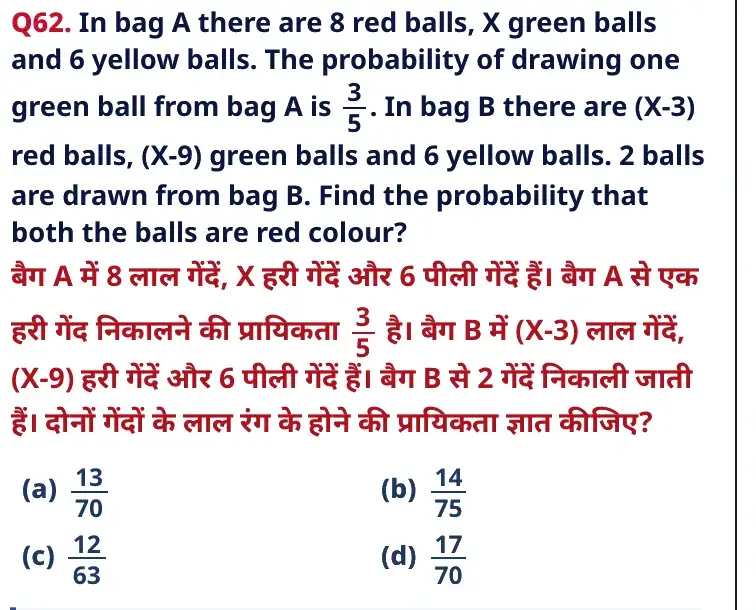 Q62. In bag A there are 8 red balls, X green balls
and 6 yellow balls. The probability of drawing one
green ball from bag A is 3/5. In bag B there are (X-3)
red balls, (X-9) green balls and 6 yellow balls. 2 balls
are drawn from bag B. Find the probability that
both the balls are red colour?
बैग A में 8 लाल गेंदें, X हरी गेंदें और 6 पीली गेंदें हैं। बैग A से एक
हरी गेंद निकालने की प्रायिकता 3/5 है। बैग B में (X-3) लाल गेंदें,
(X-9) हरी गेंदें और 6 पीली गेंदें हैं। बैग B से 2 गेंदें निकाली जाती
हैं। दोनों गेंदों के लाल रंग के होने की प्रायिकता ज्ञात कीजिए?
(a) 13/70 (b) 14/75
(c) 12/63 (d) 17/70